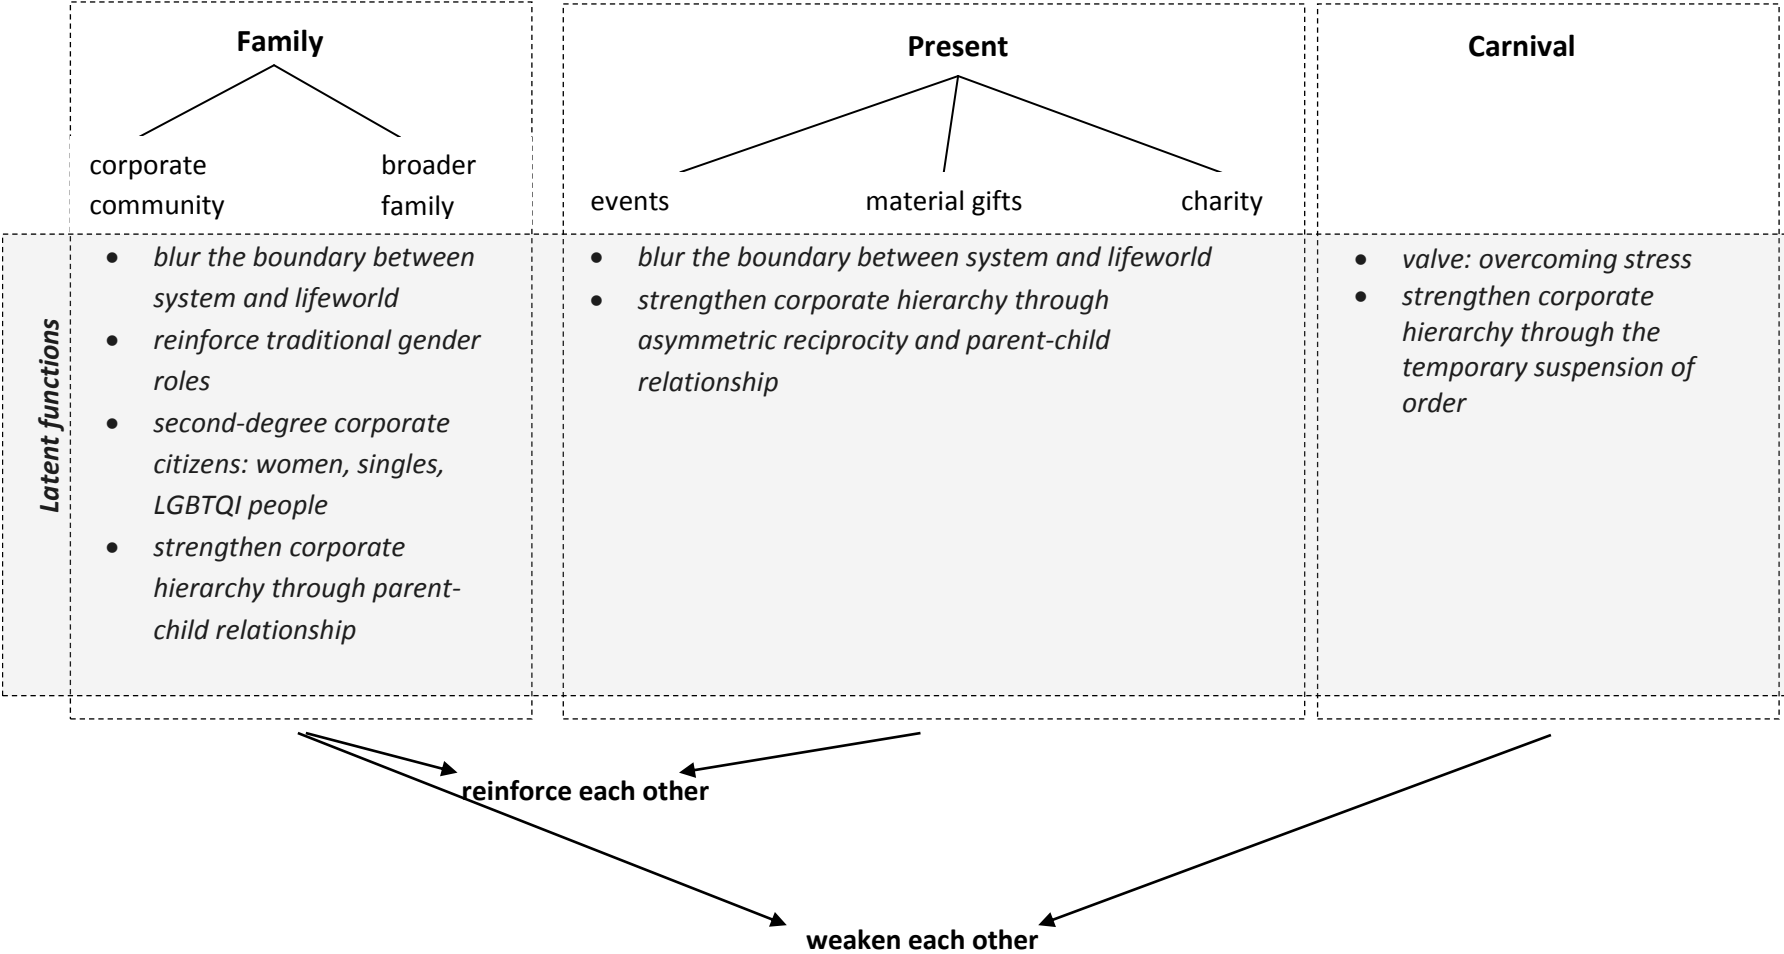 Family
corporate
community
broader
family
Present
events
material gifts
charity
Carnival
Latent functions
• blur the boundary between
system and lifeworld
• reinforce traditional gender
roles
• second-degree corporate
citizens: women, singles,
LGBTQI people
• strengthen corporate
hierarchy through parent-
child relationship
• blur the boundary between system and lifeworld
• strengthen corporate hierarchy through
asymmetric reciprocity and parent-child
relationship
• valve: overcoming stress
• strengthen corporate
hierarchy through the
temporary suspension of
order
reinforce each other
weaken each other